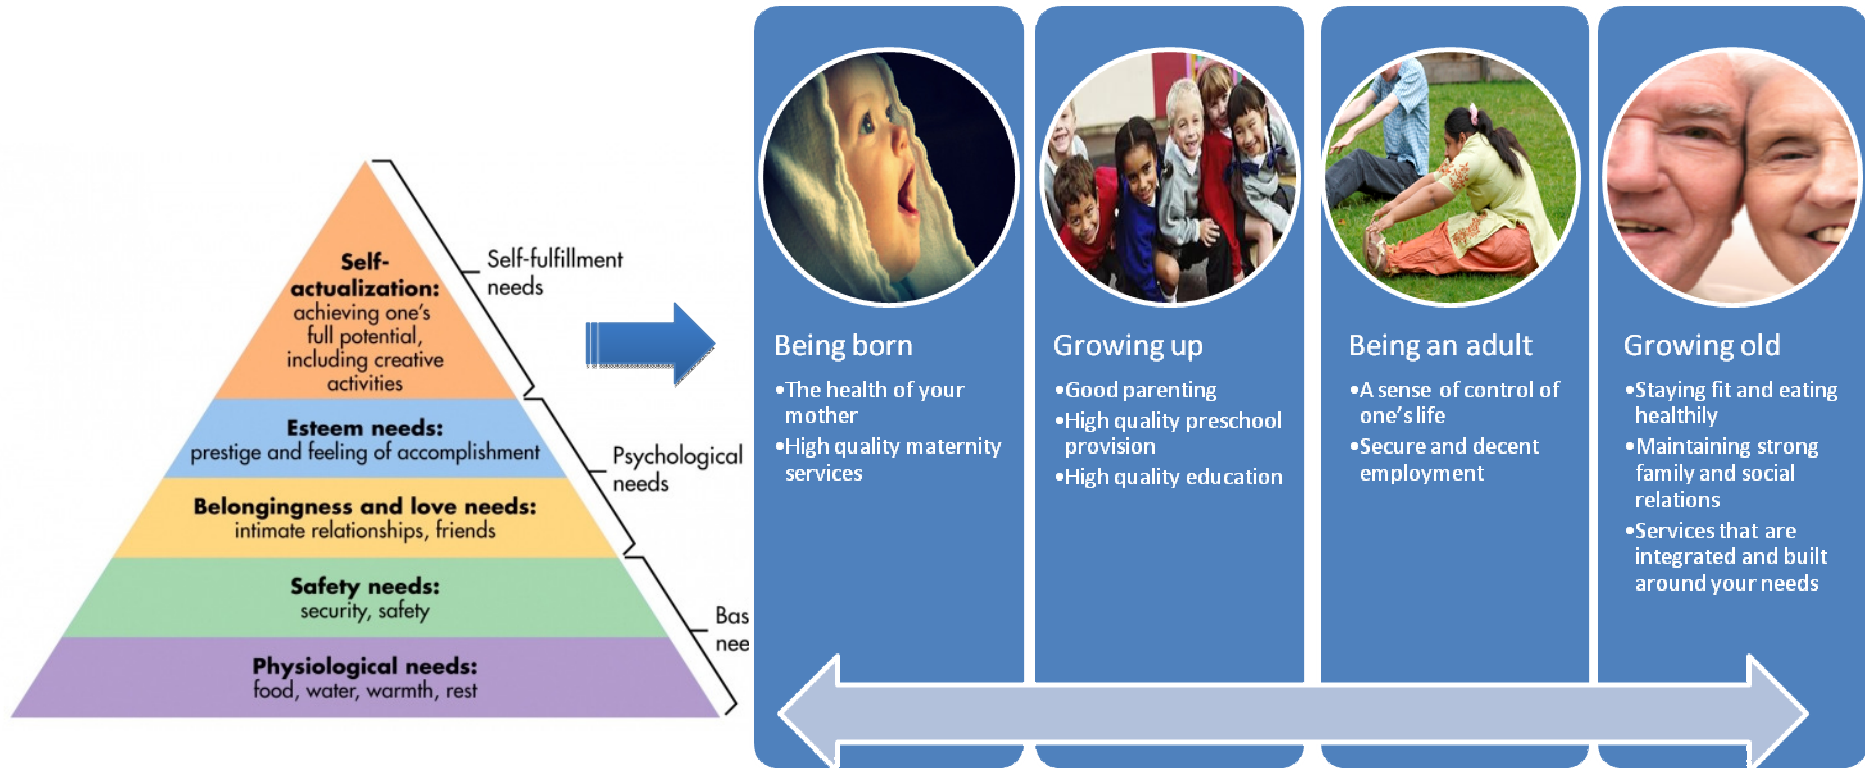 Self-
actualization:
achieving one's
full potential,
including creative
activities
Esteem needs:
prestige and feeling of accomplishment
Belongingness and love needs:
intimate relationships, friends
Safety needs:
security, safety
Physiological needs:
food, water, warmth, rest
Self-fulfillment
needs
Psychological
needs
Bas
nee
Being born
•The health of your
mother
•High quality maternity
services
Growing up
•Good parenting
•High quality preschool
provision
•High quality education
Being an adult
•A sense of control of
one's life
•Secure and decent
employment
Growing old
•Staying fit and eating
healthily
•Maintaining strong
family and social
relations
•Services that are
integrated and built
around your needs